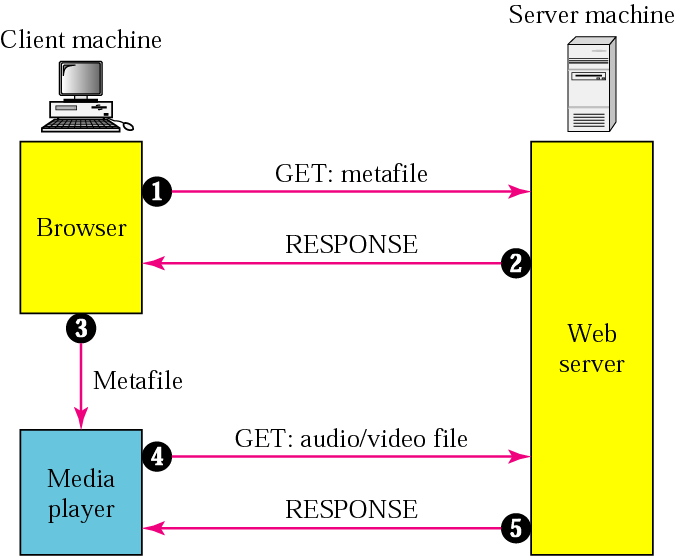 Client machine
Server machine
1
GET: metafile
Browser
RESPONSE
2
3
Web
server
Metafile
4
GET: audio/video file
Media
player
RESPONSE
5